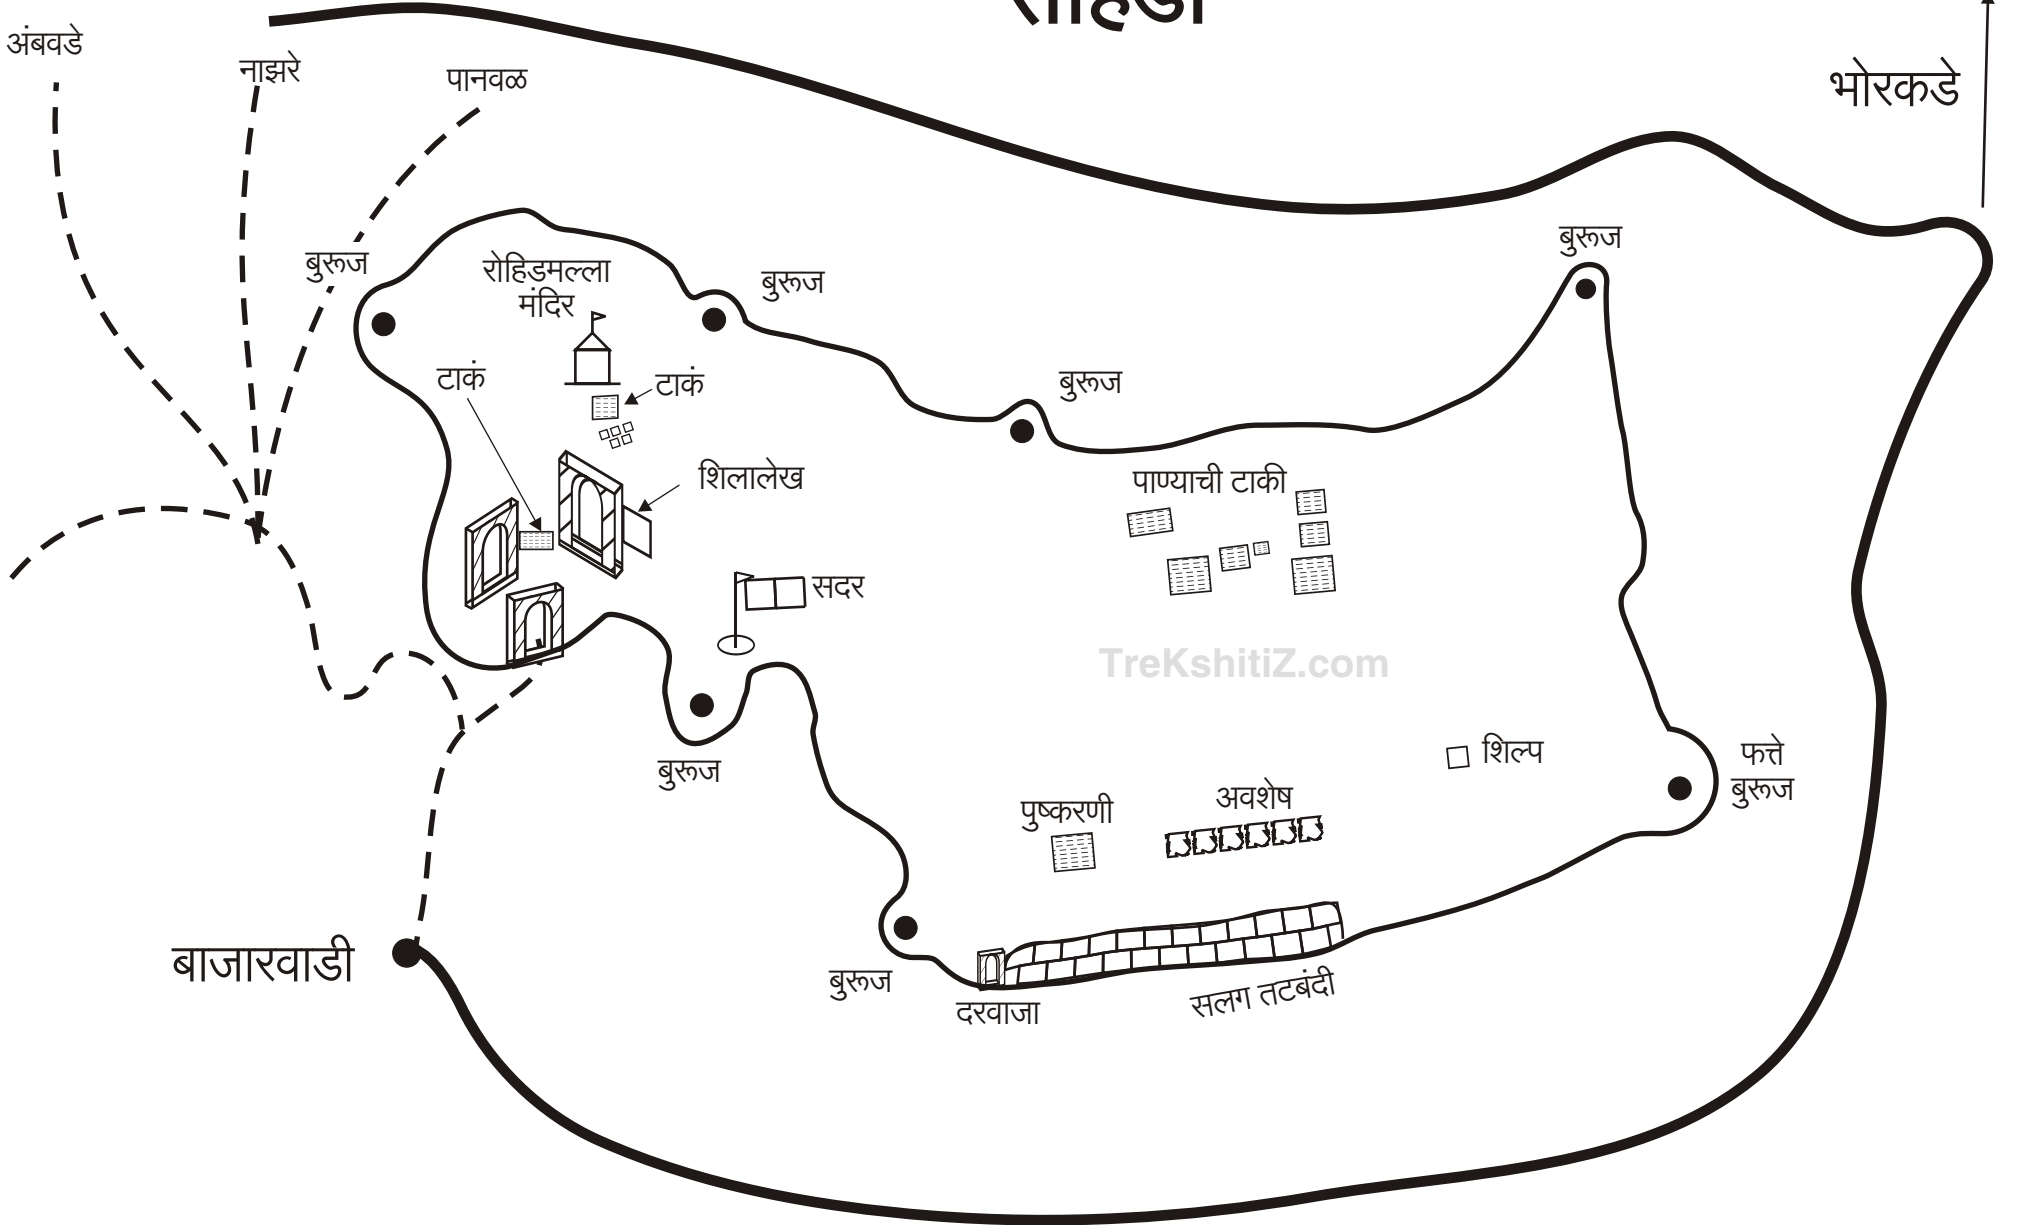 रोहिडा
अंबवडे
नाझरे
पानवळ
भोरकडे
बुरूज
बुरूज
रोहिडमल्ला
मंदिर
बुरूज
टाकं
टाकं
बुरूज
शिलालेख
पाण्याची टाकी
सदर
TreKshitiZ.com
शिल्प
फत्ते
बुरूज
बुरूज
पुष्करणी
अवशेष
बाजारवाडी
बुरूज
दरवाजा
सलग तटबंदी